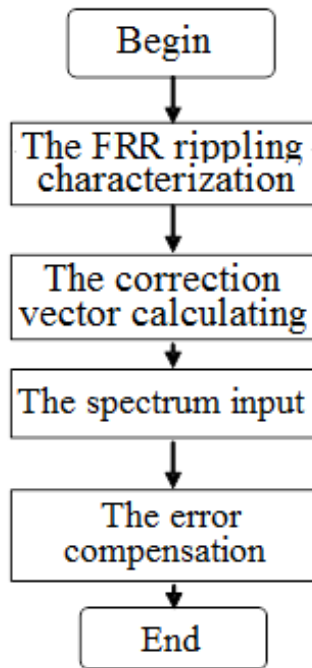 Begin
The FRR rippling
characterization
The correction
vector calculating
The spectrum input
The error
compensation
End